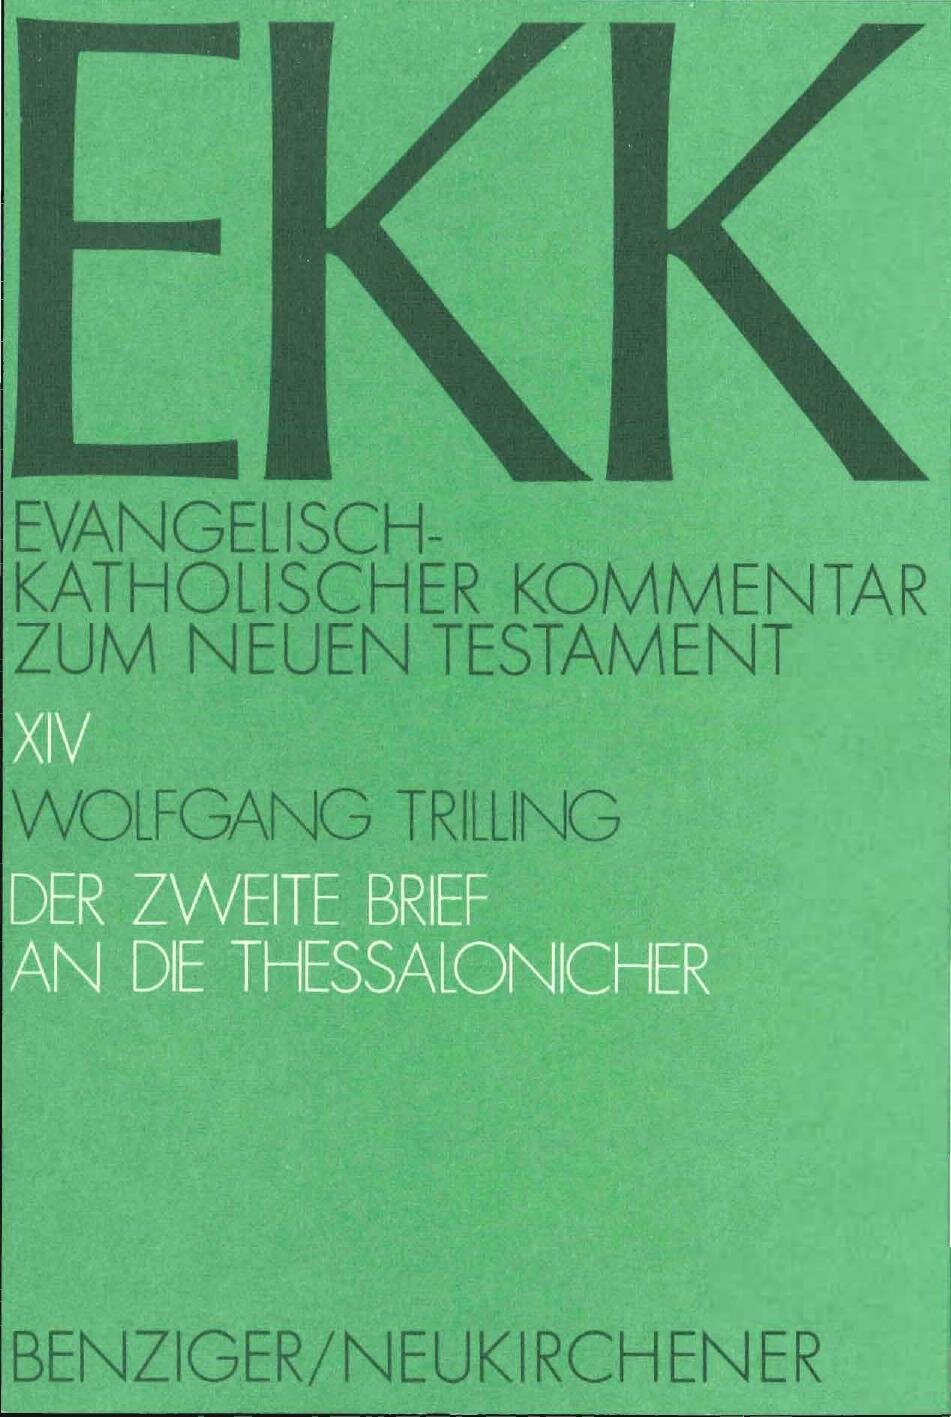 EKK
EVANGELISCH-
KATHOLISCHER KOMMENTAR
ZUM NEUEN TESTAMENT
XIV
WOLFGANG TRILLING
DER ZWEITE BRIEF
AN DIE THESSALONICHER
BENZIGER/NEUKIRCHENER